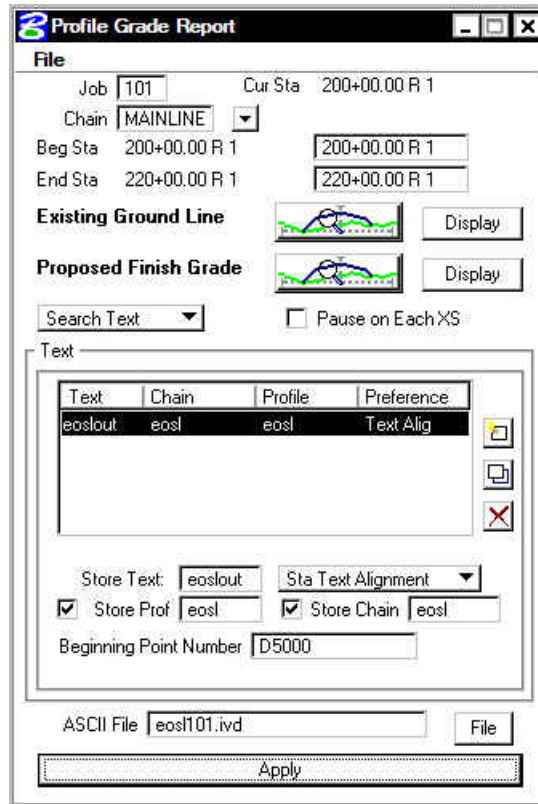 Profile Grade Report
File
Job 101 Cur Sta 200+00.00 R 1
Chain MAINLINE
Beg Sta 200+00.00 R 1 200+00.00 R 1
End Sta 220+00.00 R 1 220+00.00 R 1
Existing Ground Line Display
Proposed Finish Grade Display
Search Text Pause on Each XS
Text
Text Chain Profile Preference
eoslout eosl eosl Text Alig
Store Text: eoslout Sta Text Alignment
Store Prof eosl Store Chain eosl
Beginning Point Number D5000
ASCII File eosl101.ivd File
Apply